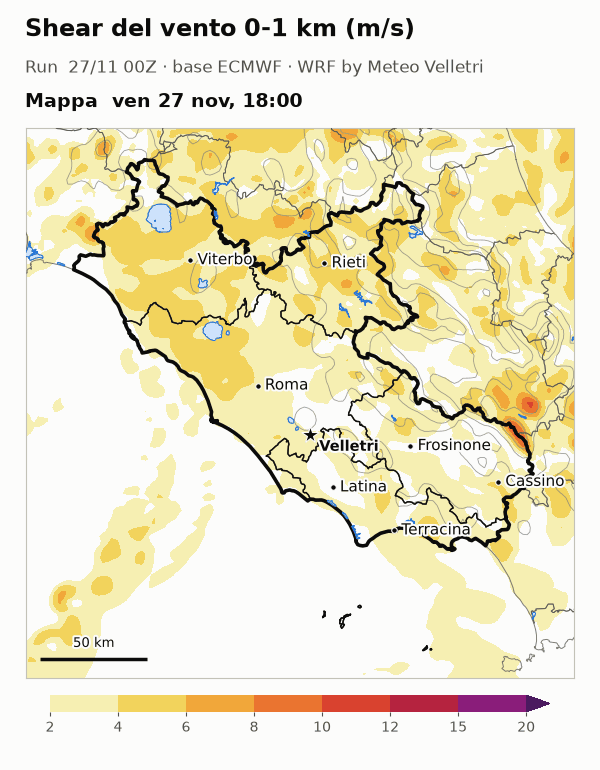 Shear del vento 0-1 km (m/s)
Run  27/11 00Z · base ECMWF · WRF by Meteo Velletri
Mappa  ven 27 nov, 18:00
Viterbo
Rieti
Roma
Velletri
Frosinone
Latina
Cassino
Terracina
50 km
2 4 6 8 10 12 15 20